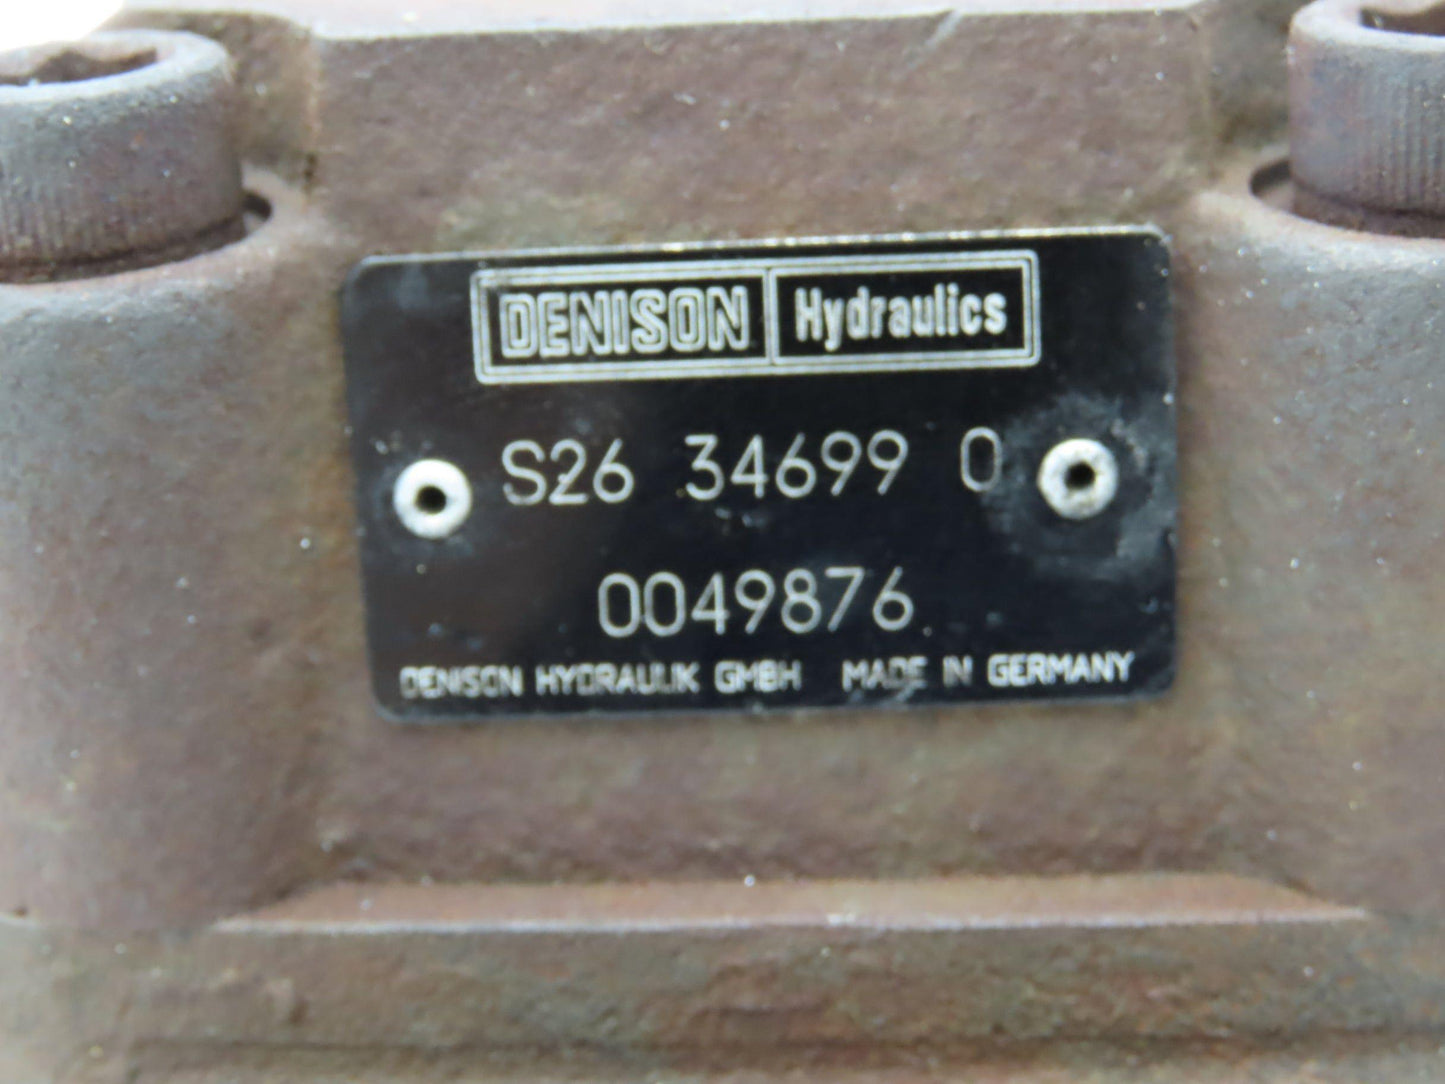 DENISON Hydraulics
S26 34699 0
0049876
DENISON HYDRAULIK GMBH MADE IN GERMANY